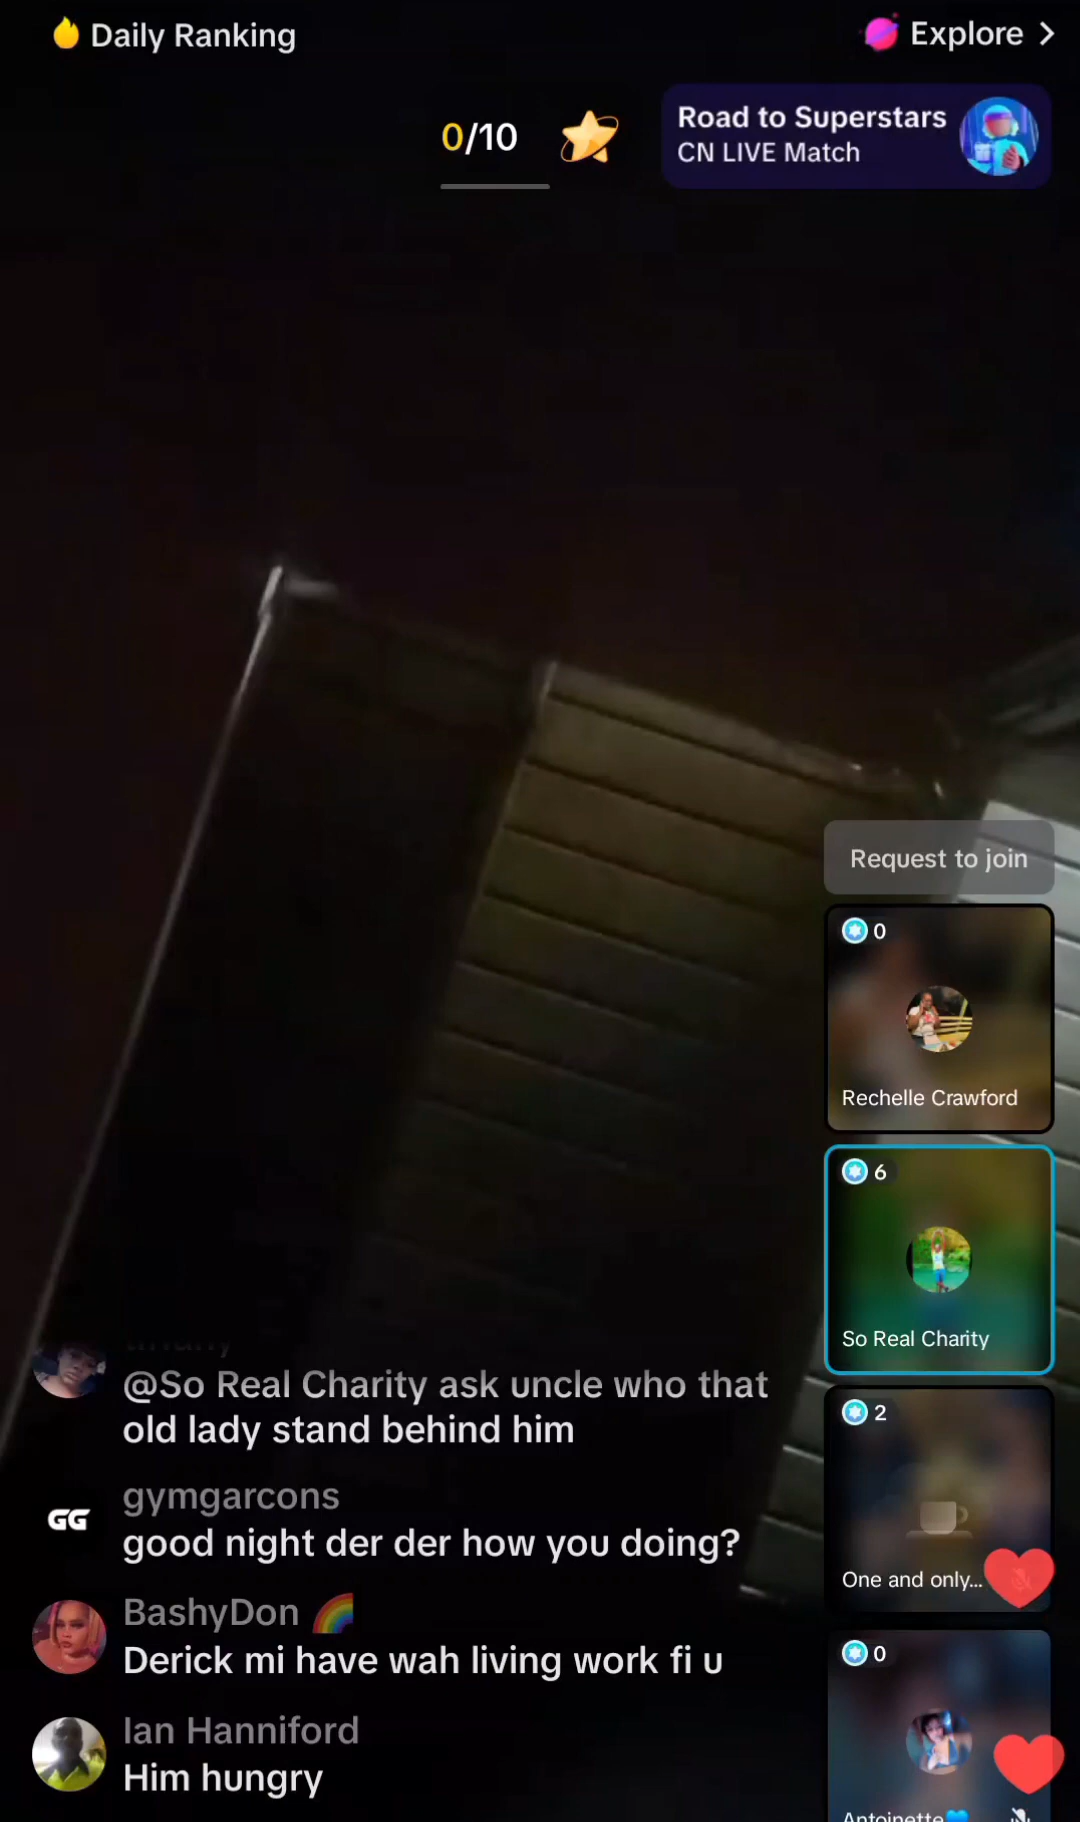 Daily Ranking
Explore
0/10
Road to Superstars
CN LIVE Match
Request to join
0
Rechelle Crawford
6
So Real Charity
2
One and only...
0
Antoinette💙
@So Real Charity ask uncle who that
old lady stand behind him
GG
gymgarcons
good night der der how you doing?
BashyDon 🌈
Derick mi have wah living work fi u
Ian Hanniford
Him hungry